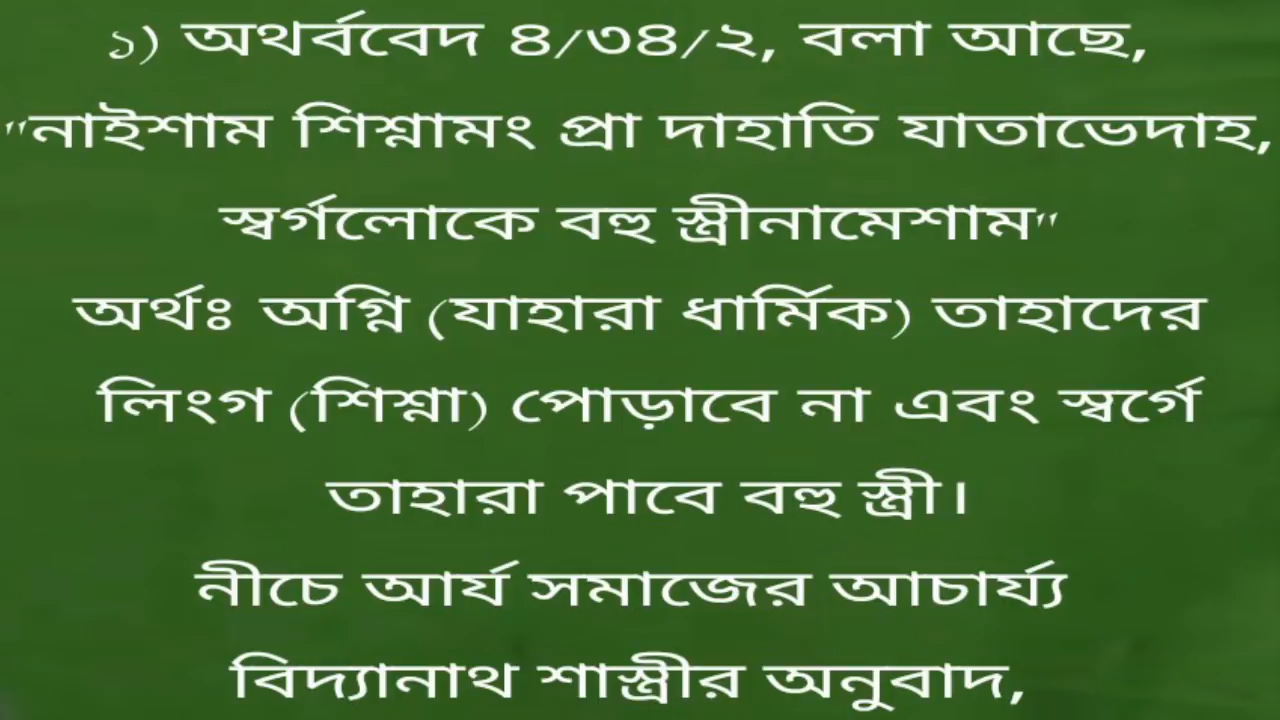 ১) অথর্ববেদ ৪/৩৪/২, বলা আছে,
"নাইশাম শিশ্নামং প্রা দাহাতি যাতাভেদাহ,
স্বর্গলোকে বহু স্ত্রীনামেশাম"
অর্থঃ অগ্নি (যাহারা ধার্মিক) তাহাদের
লিংগ (শিশ্না) পোড়াবে না এবং স্বর্গে
তাহারা পাবে বহু স্ত্রী।
নীচে আর্য সমাজের আচার্য্য
বিদ্যানাথ শাস্ত্রীর অনুবাদ,